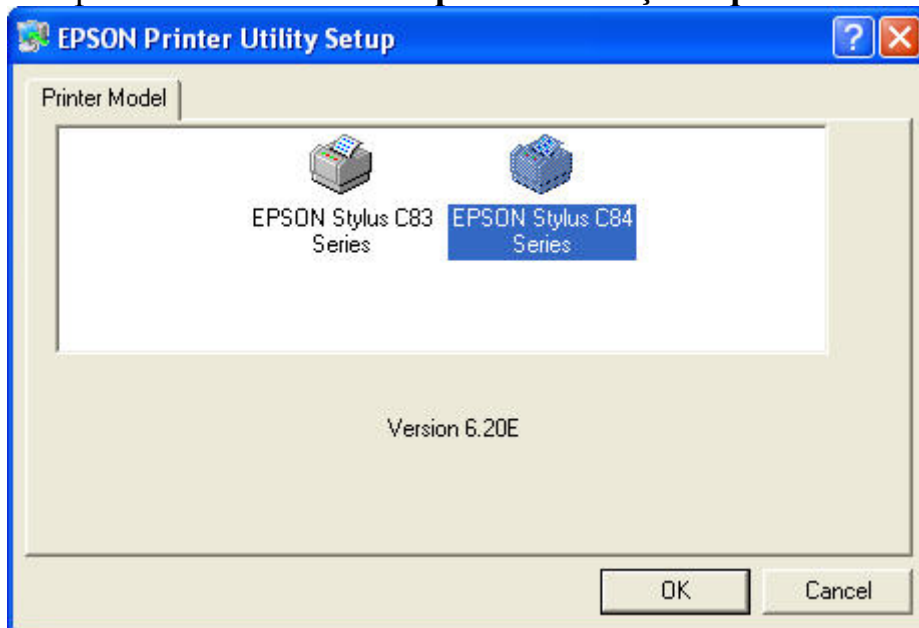 EPSON Printer Utility Setup
Printer Model
EPSON Stylus C83
Series
EPSON Stylus C84
Series
Version 6.20E
OK
Cancel